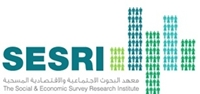 SESRI
معهد البحوث الاجتماعية والاقتصادية المسحية
The Social & Economic Survey Research Institute